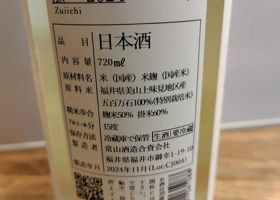 Zuiichi
品目 日本酒
内容量 720ml
原材料名 米(国産) 米麹(国産米)
原料米 福井県美山上味見地区産
五百万石100%(特別栽培米)
精米歩合 麹米50% 掛米60%
アルコール分 15度
保存方法 冷蔵庫で保管 生酒 要冷蔵
製造者 常山酒造合資会社
福井県福井市御幸1-19-10
製造年月 2024年11月(Lot:CJ004)